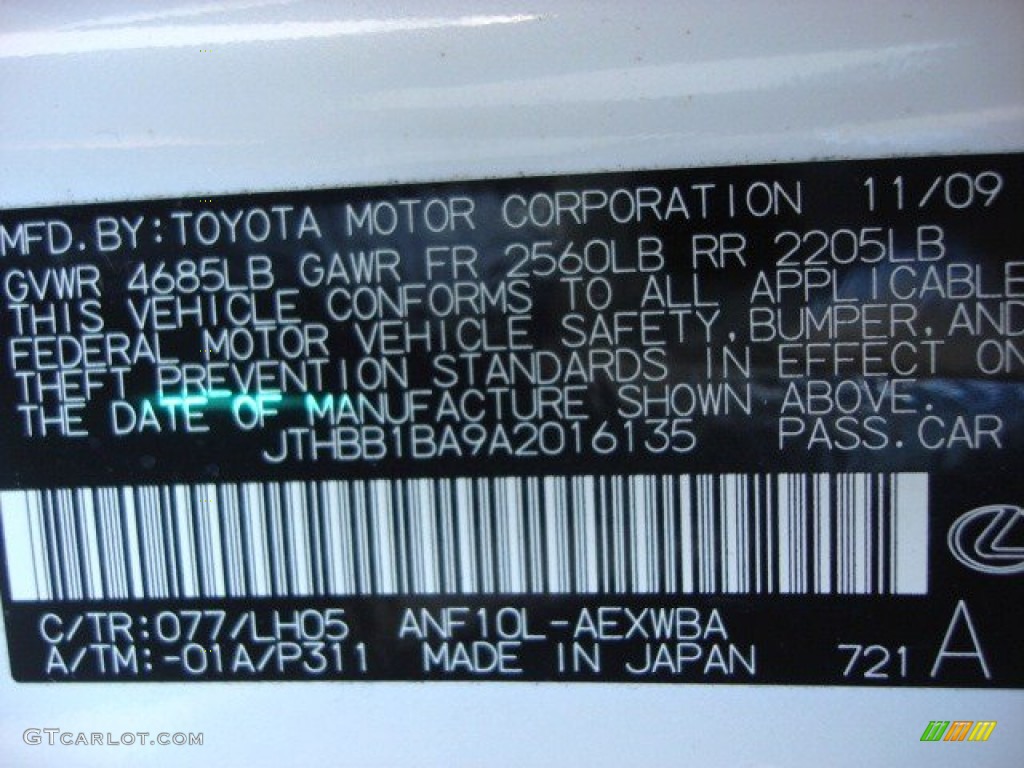 MFD. BY: TOYOTA MOTOR CORPORATION 11/09
GVWR 4685LB GAWR FR 2560LB RR 2205LB
THIS VEHICLE CONFORMS TO ALL APPLICABLE
FEDERAL MOTOR VEHICLE SAFETY, BUMPER, AND
THEFT PREVENTION STANDARDS IN EFFECT ON
THE DATE OF MANUFACTURE SHOWN ABOVE.
JTHBB1BA9A2016135 PASS. CAR
C/TR: 077/LH05 ANF10L-AEXWBA
A/TM: -01A/P311 MADE IN JAPAN 721 A
GTCARLOT.COM